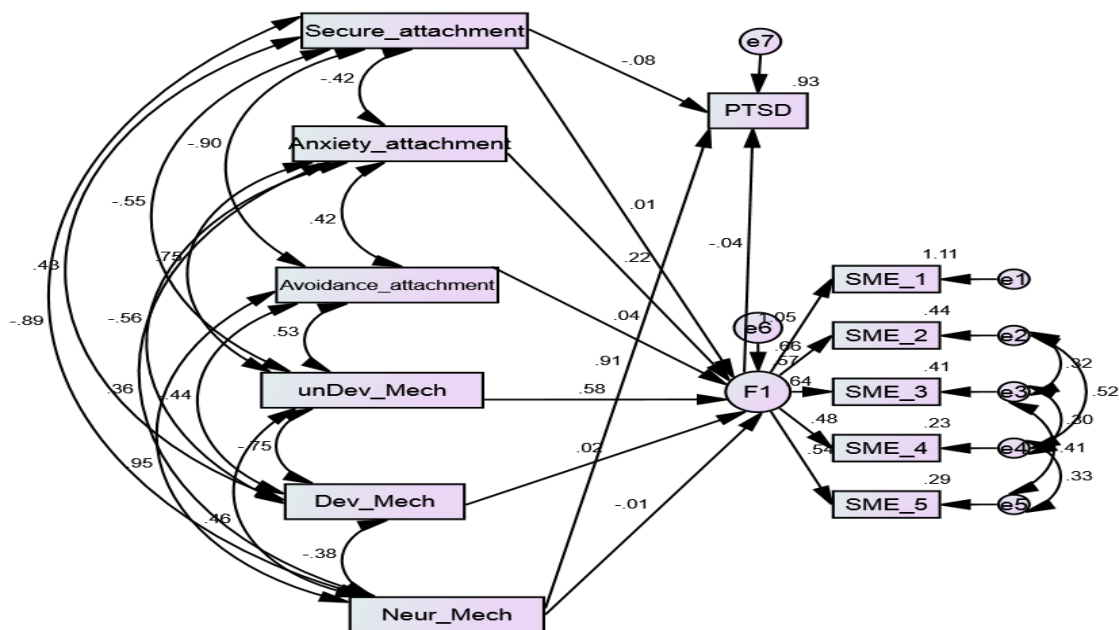 Secure_attachment
e7
-.08
.93
-.42
PTSD
Anxiety_attachment
-.90
.01
-.55
.42
-.04
.75
.22
1.11
.48
Avoidance_attachment
SME_1
e1
-.89
-.56
.53
.04
e6
1.05
.44
.66
SME_2
e2
.32
.57
.91
.41
.36
-.44
unDev_Mech
.58
F1
.64
SME_3
e3
.52
.30
.48
.23
-.75
.02
SME_4
e4
.41
.95
.54
.29
.33
Dev_Mech
-.01
SME_5
e5
.46
-.38
Neur_Mech